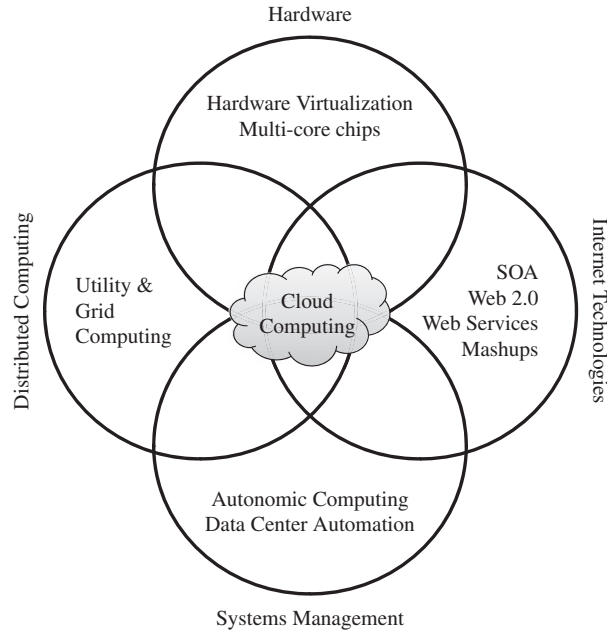 Hardware
Hardware Virtualization
Multi-core chips
Distributed Computing
Utility &
Grid
Computing
Cloud
Computing
SOA
Web 2.0
Web Services
Mashups
Internet Technologies
Autonomic Computing
Data Center Automation
Systems Management